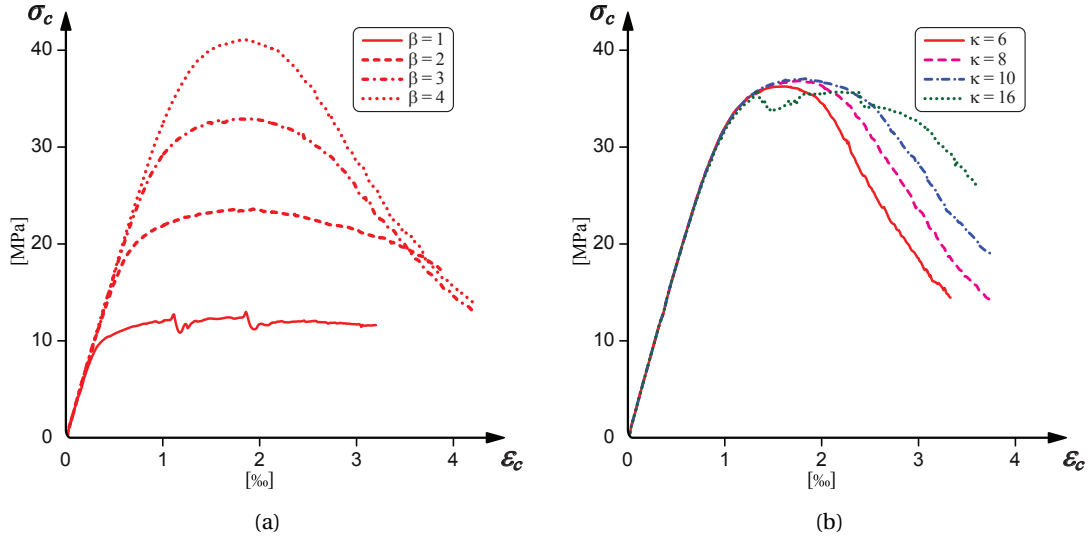 σc
40
30
20
10
0
[MPa]
β = 1
β = 2
β = 3
β = 4
0 1 2 3 4 εc
[‰]
(a)
σc
40
30
20
10
0
[MPa]
κ = 6
κ = 8
κ = 10
κ = 16
0 1 2 3 4 εc
[‰]
(b)